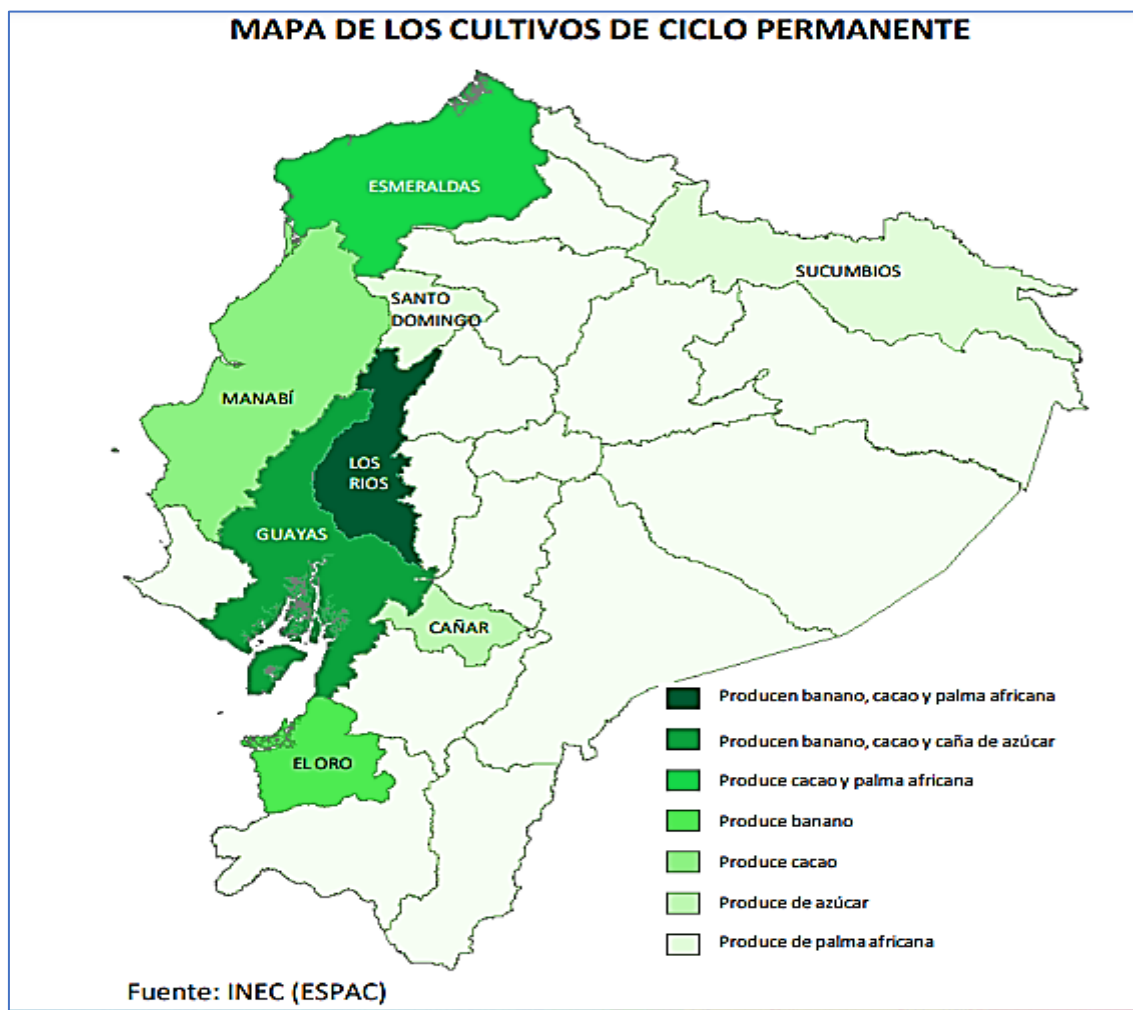 MAPA DE LOS CULTIVOS DE CICLO PERMANENTE
ESMERALDAS
SUCUMBIOS
SANTO
DOMINGO
MANABÍ
LOS
RIOS
GUAYAS
CAÑAR
EL ORO
Producen banano, cacao y palma africana
Producen banano, cacao y caña de azúcar
Produce cacao y palma africana
Produce banano
Produce cacao
Produce de azúcar
Produce de palma africana
Fuente: INEC (ESPAC)